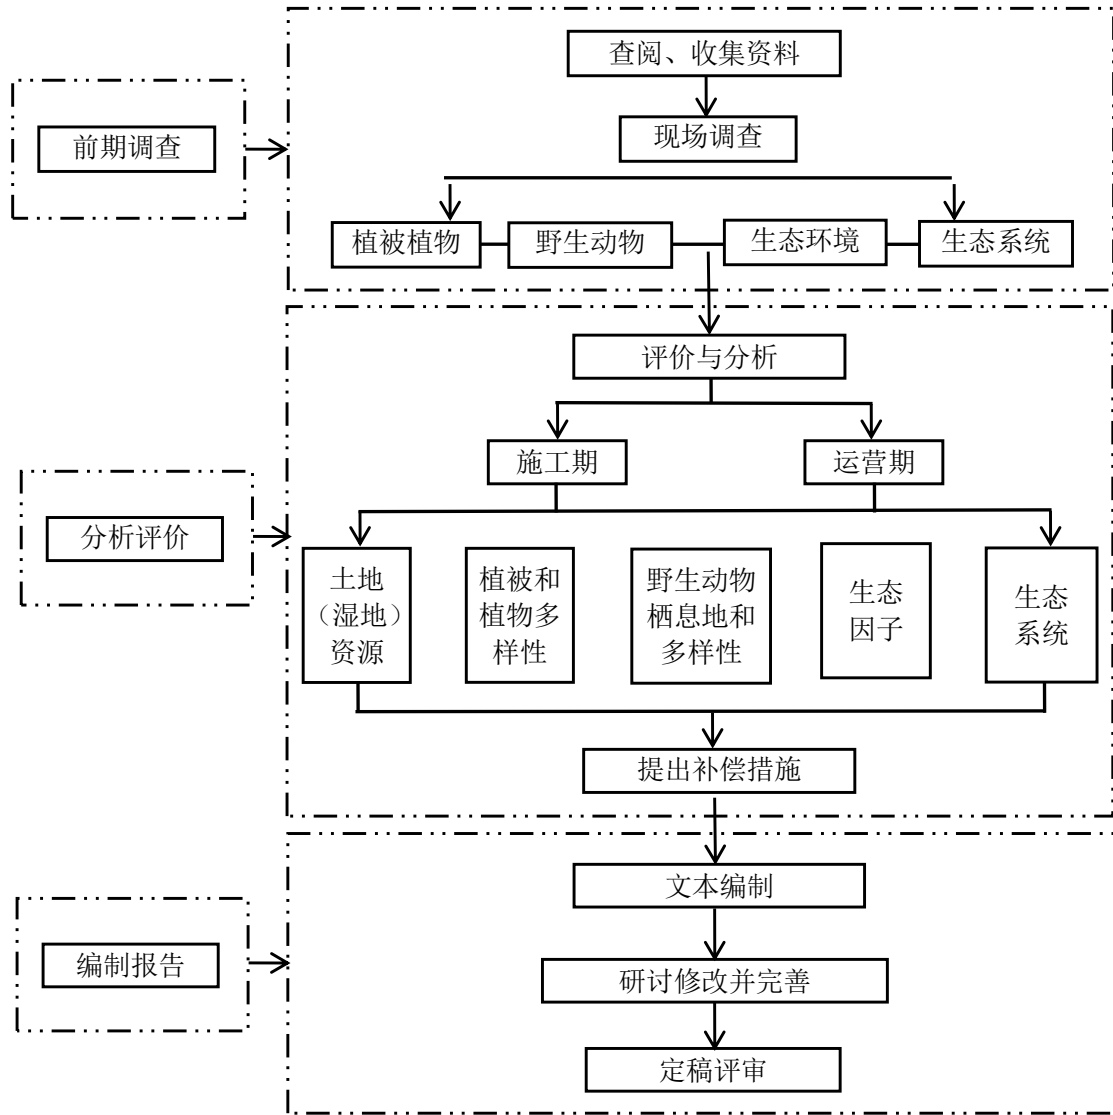 查阅、收集资料
前期调查
现场调查
植被植物
野生动物
生态环境
生态系统
评价与分析
施工期
运营期
分析评价
土地
（湿地）
资源
植被和
植物多
样性
野生动物
栖息地和
多样性
生态
因子
生态
系统
提出补偿措施
文本编制
编制报告
研讨修改并完善
定稿评审